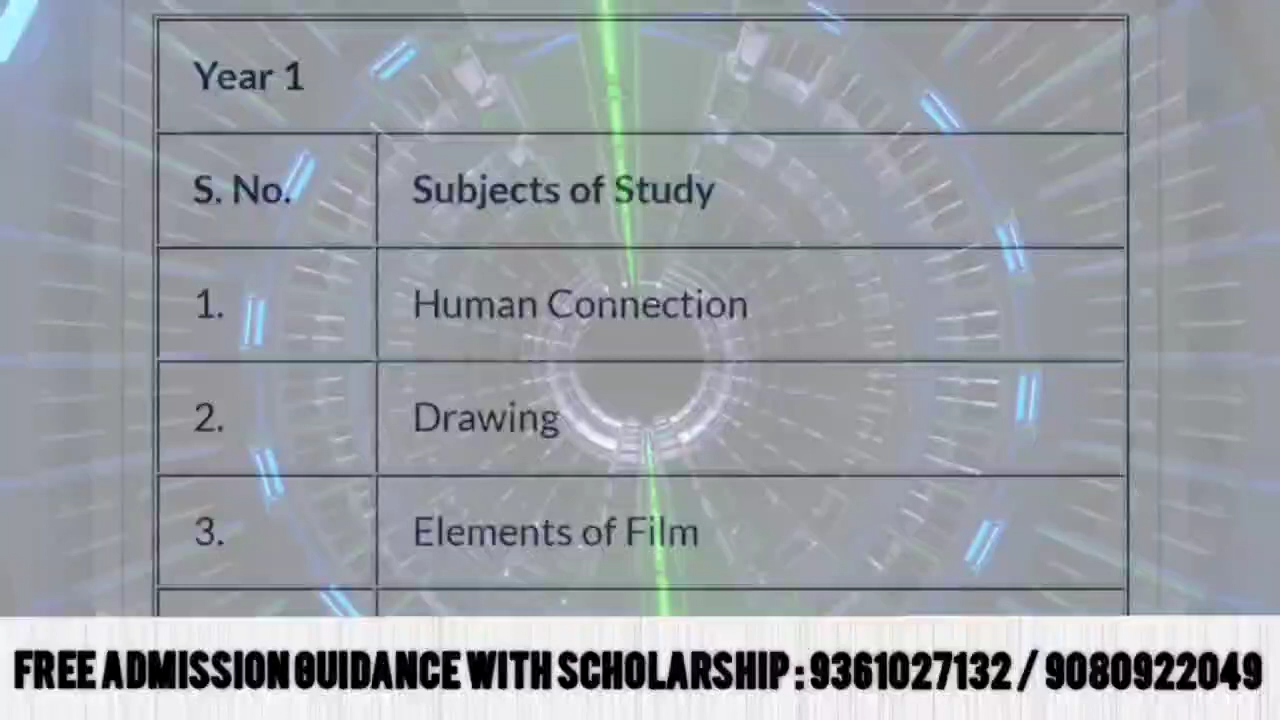 Year 1
S. No. Subjects of Study
1. Human Connection
2. Drawing
3. Elements of Film
FREE ADMISSION GUIDANCE WITH SCHOLARSHIP : 9361027132 / 9080922049